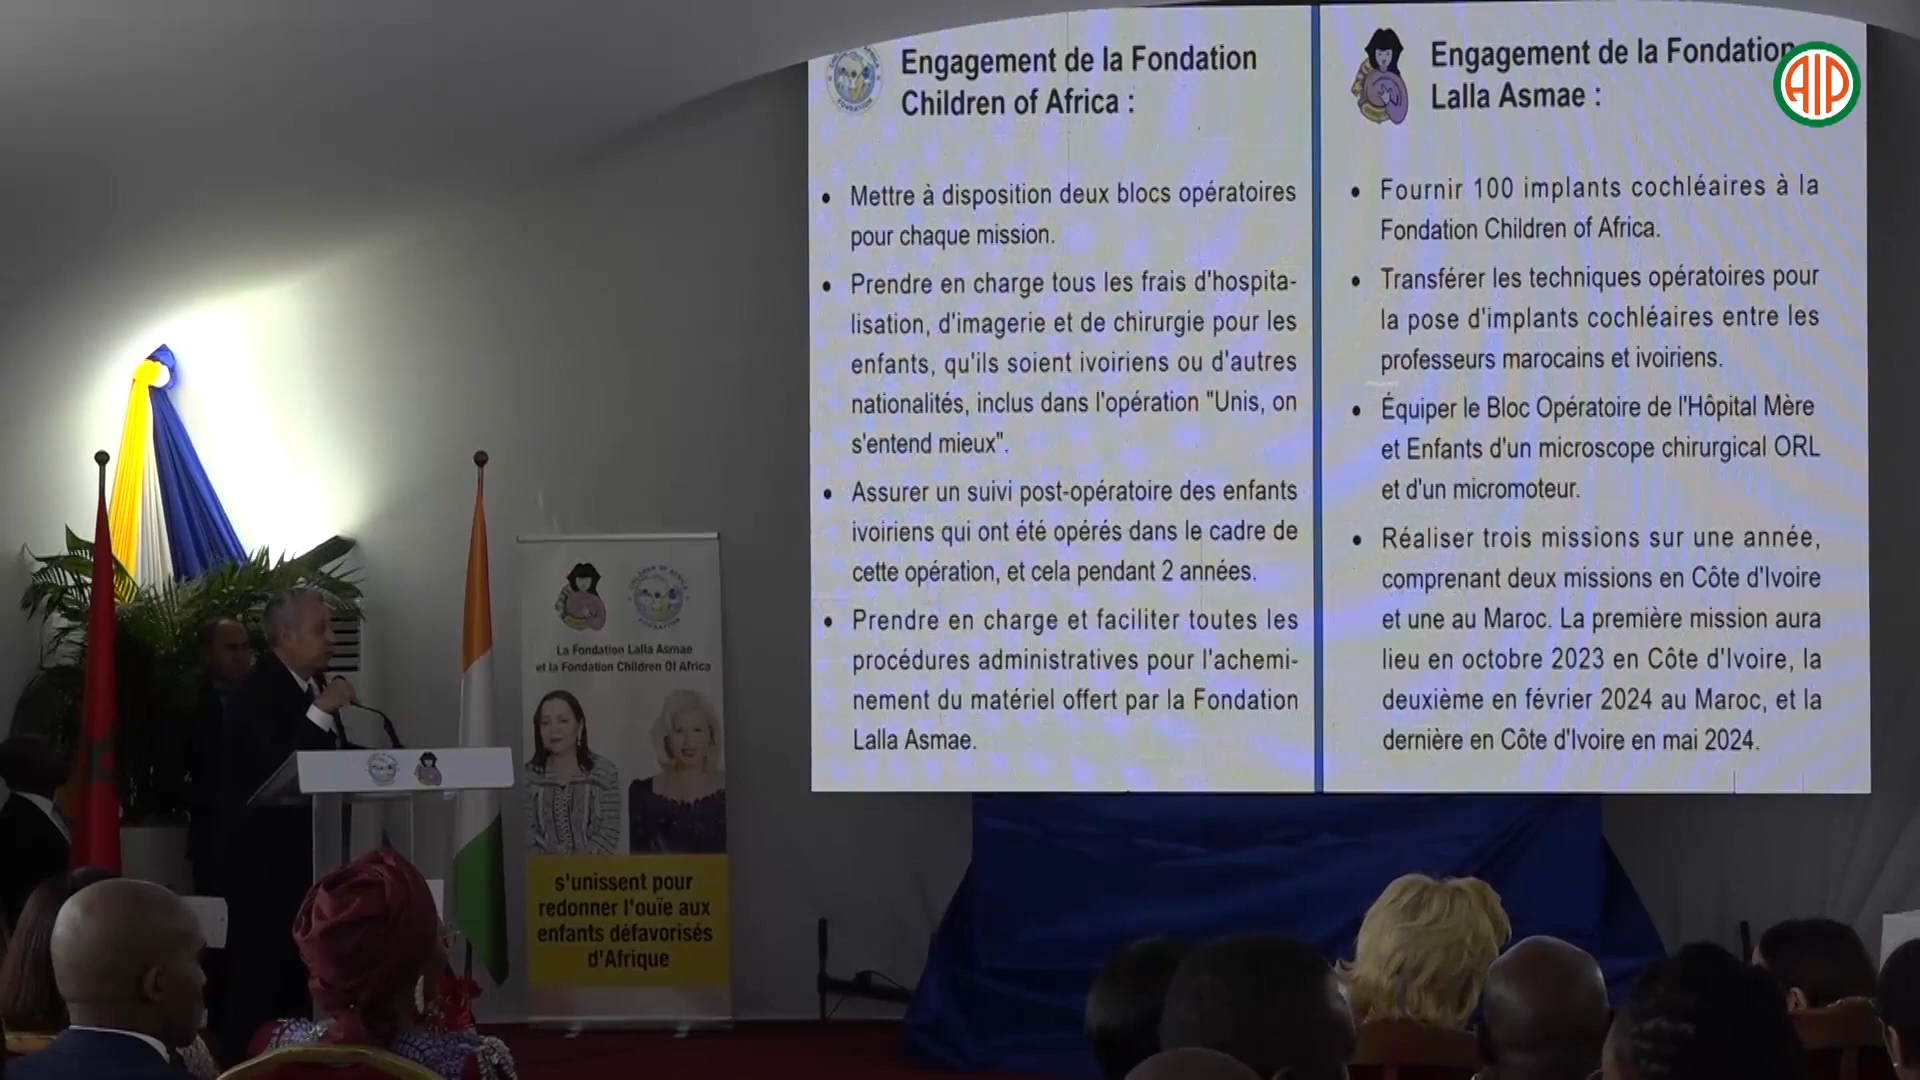 Engagement de la Fondation
Children of Africa :
• Mettre à disposition deux blocs opératoires
pour chaque mission.
• Prendre en charge tous les frais d'hospita-
lisation, d'imagerie et de chirurgie pour les
enfants, qu'ils soient ivoiriens ou d'autres
nationalités, inclus dans l'opération "Unis, on
s'entend mieux".
• Assurer un suivi post-opératoire des enfants
ivoiriens qui ont été opérés dans le cadre de
cette opération, et cela pendant 2 années.
• Prendre en charge et faciliter toutes les
procédures administratives pour l'achemi-
nement du matériel offert par la Fondation
Lalla Asmae.
Engagement de la Fondation
Lalla Asmae :
• Fournir 100 implants cochléaires à la
Fondation Children of Africa.
• Transférer les techniques opératoires pour
la pose d'implants cochléaires entre les
professeurs marocains et ivoiriens.
• Équiper le Bloc Opératoire de l'Hôpital Mère
et Enfants d'un microscope chirurgical ORL
et d'un micromoteur.
• Réaliser trois missions sur une année,
comprenant deux missions en Côte d'Ivoire
et une au Maroc. La première mission aura
lieu en octobre 2023 en Côte d'Ivoire, la
deuxième en février 2024 au Maroc, et la
dernière en Côte d'Ivoire en mai 2024.
AIP
CHILDREN OF AFRICA
FONDATION
La Fondation Lalla Asmae
et la Fondation Children Of Africa
s'unissent pour
redonner l'ouïe aux
enfants défavorisés
d'Afrique